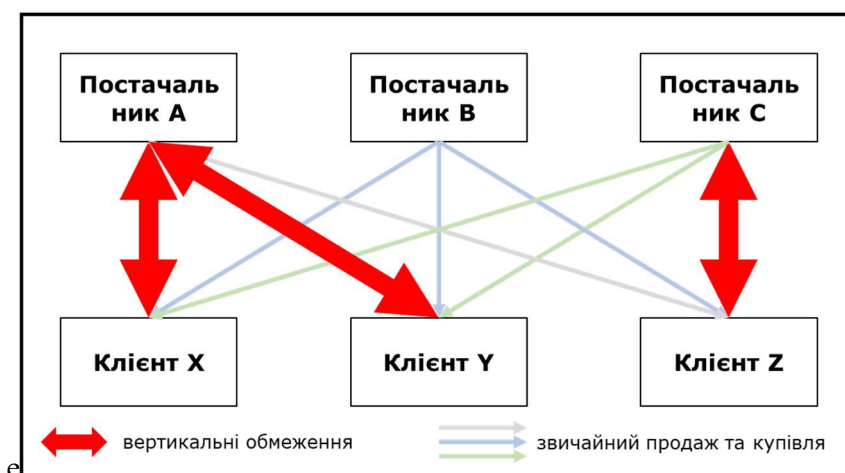 Постачаль
ник A
Постачаль
ник B
Постачаль
ник C
Клієнт X
Клієнт Y
Клієнт Z
вертикальні обмеження
звичайний продаж та купівля
е